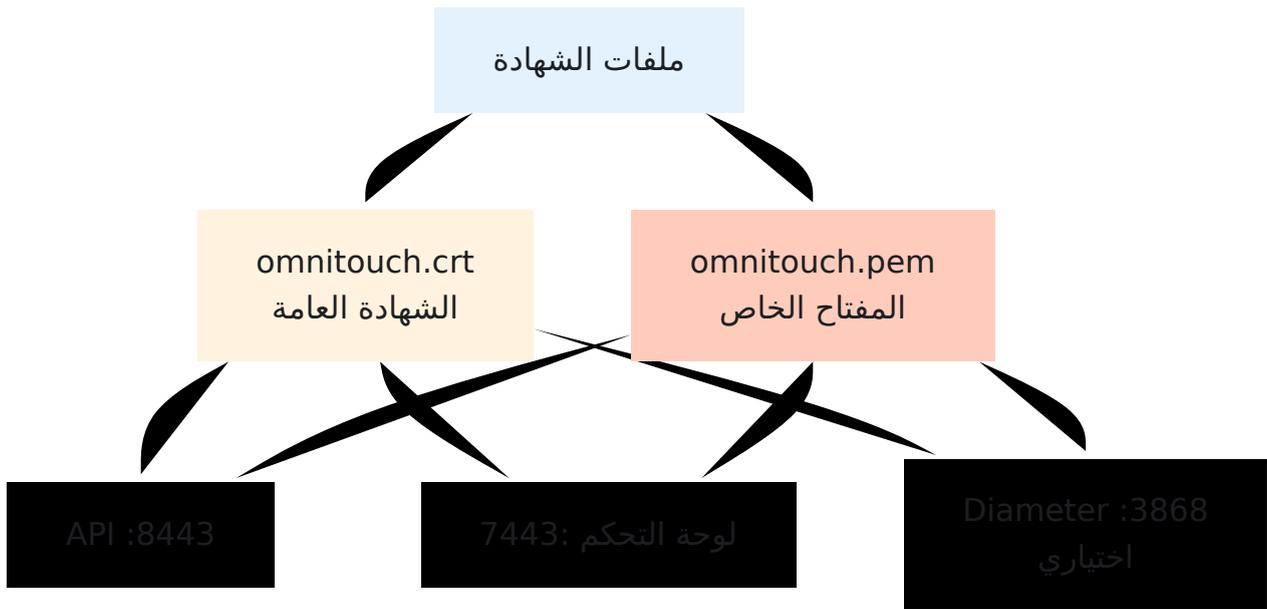 ملفات الشهادة
omnitouch.crt
الشهادة العامة
omnitouch.pem
المفتاح الخاص
API :8443
لوحة التحكم :7443
Diameter :3868
اختياري